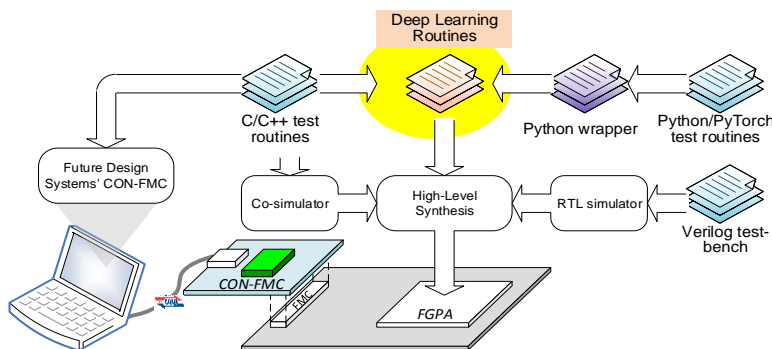 Deep Learning
Routines
C/C++ test
routines
Python wrapper
Python/PyTorch
test routines
Future Design
Systems' CON-FMC
Co-simulator
High-Level
Synthesis
RTL simulator
Verilog test-
bench
CON-FMC
FMC
FGPA